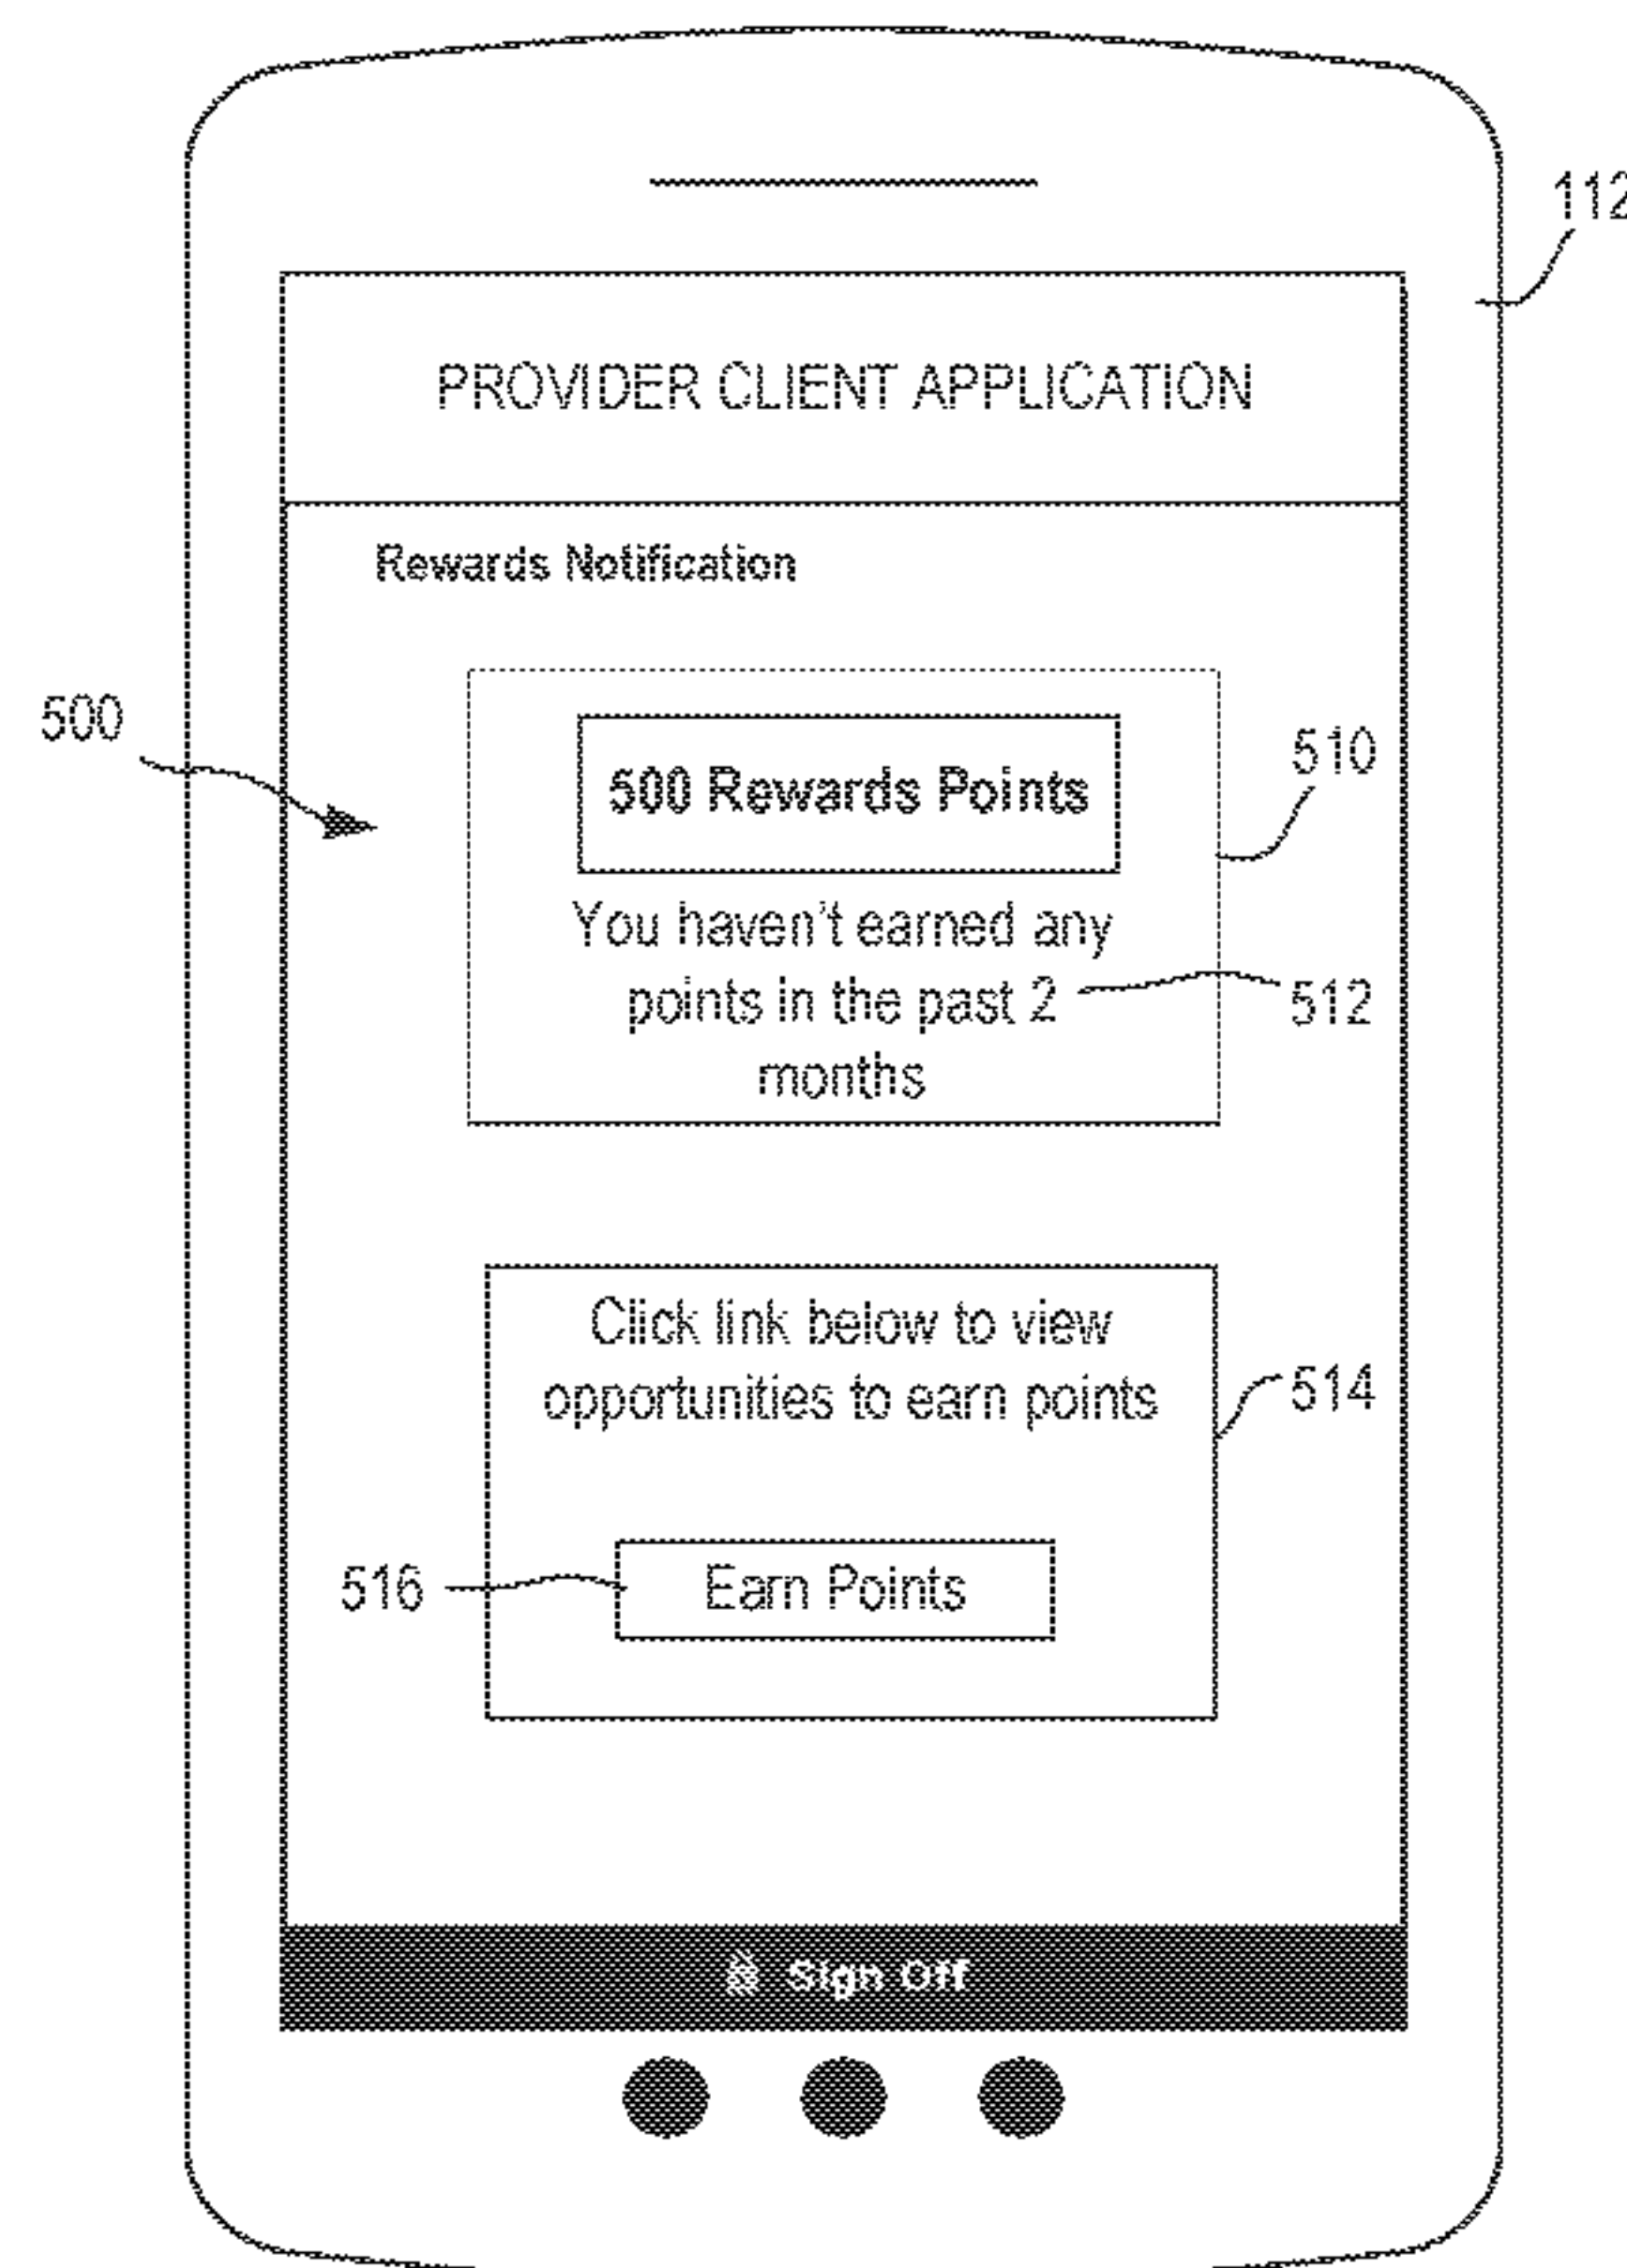 112
PROVIDER CLIENT APPLICATION
Rewards Notification
500
510
500 Rewards Points
You haven't earned any
points in the past 2
512
months
Click link below to view
opportunities to earn points
514
516
Earn Points
Sign Off